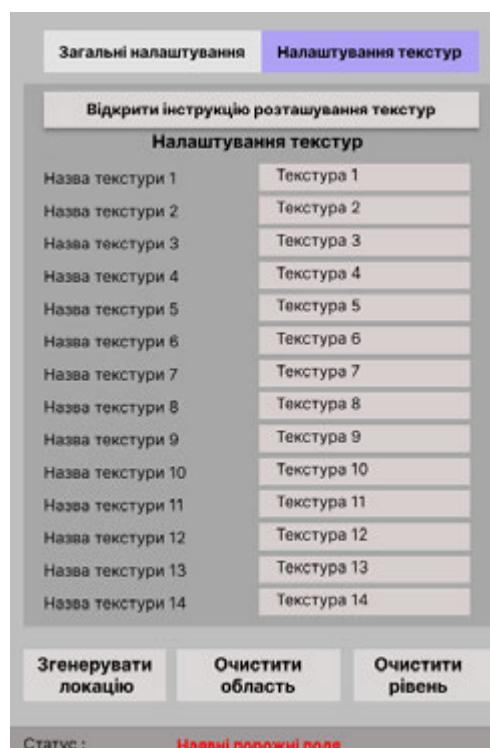 Загальні налаштування Налаштування текстур
Відкрити інструкцію розташування текстур
Налаштування текстур
Назва текстури 1 Текстура 1
Назва текстури 2 Текстура 2
Назва текстури 3 Текстура 3
Назва текстури 4 Текстура 4
Назва текстури 5 Текстура 5
Назва текстури 6 Текстура 6
Назва текстури 7 Текстура 7
Назва текстури 8 Текстура 8
Назва текстури 9 Текстура 9
Назва текстури 10 Текстура 10
Назва текстури 11 Текстура 11
Назва текстури 12 Текстура 12
Назва текстури 13 Текстура 13
Назва текстури 14 Текстура 14
Згенерувати Очистити Очистити
локацію область рівень
Статус : Наявні порожні поля